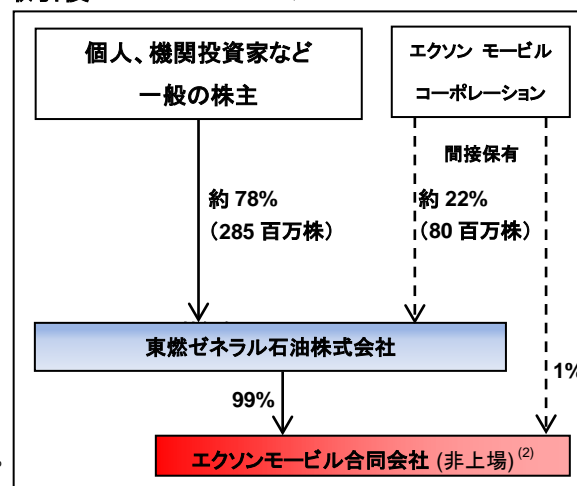 個人、機関投資家など
一般の株主
エクソン モービル
コーポレーション
間接保有
約 78%
(285 百万株)
約 22%
(80 百万株)
東燃ゼネラル石油株式会社
99%
1%
エクソンモービル合同会社 (非上場) (2)